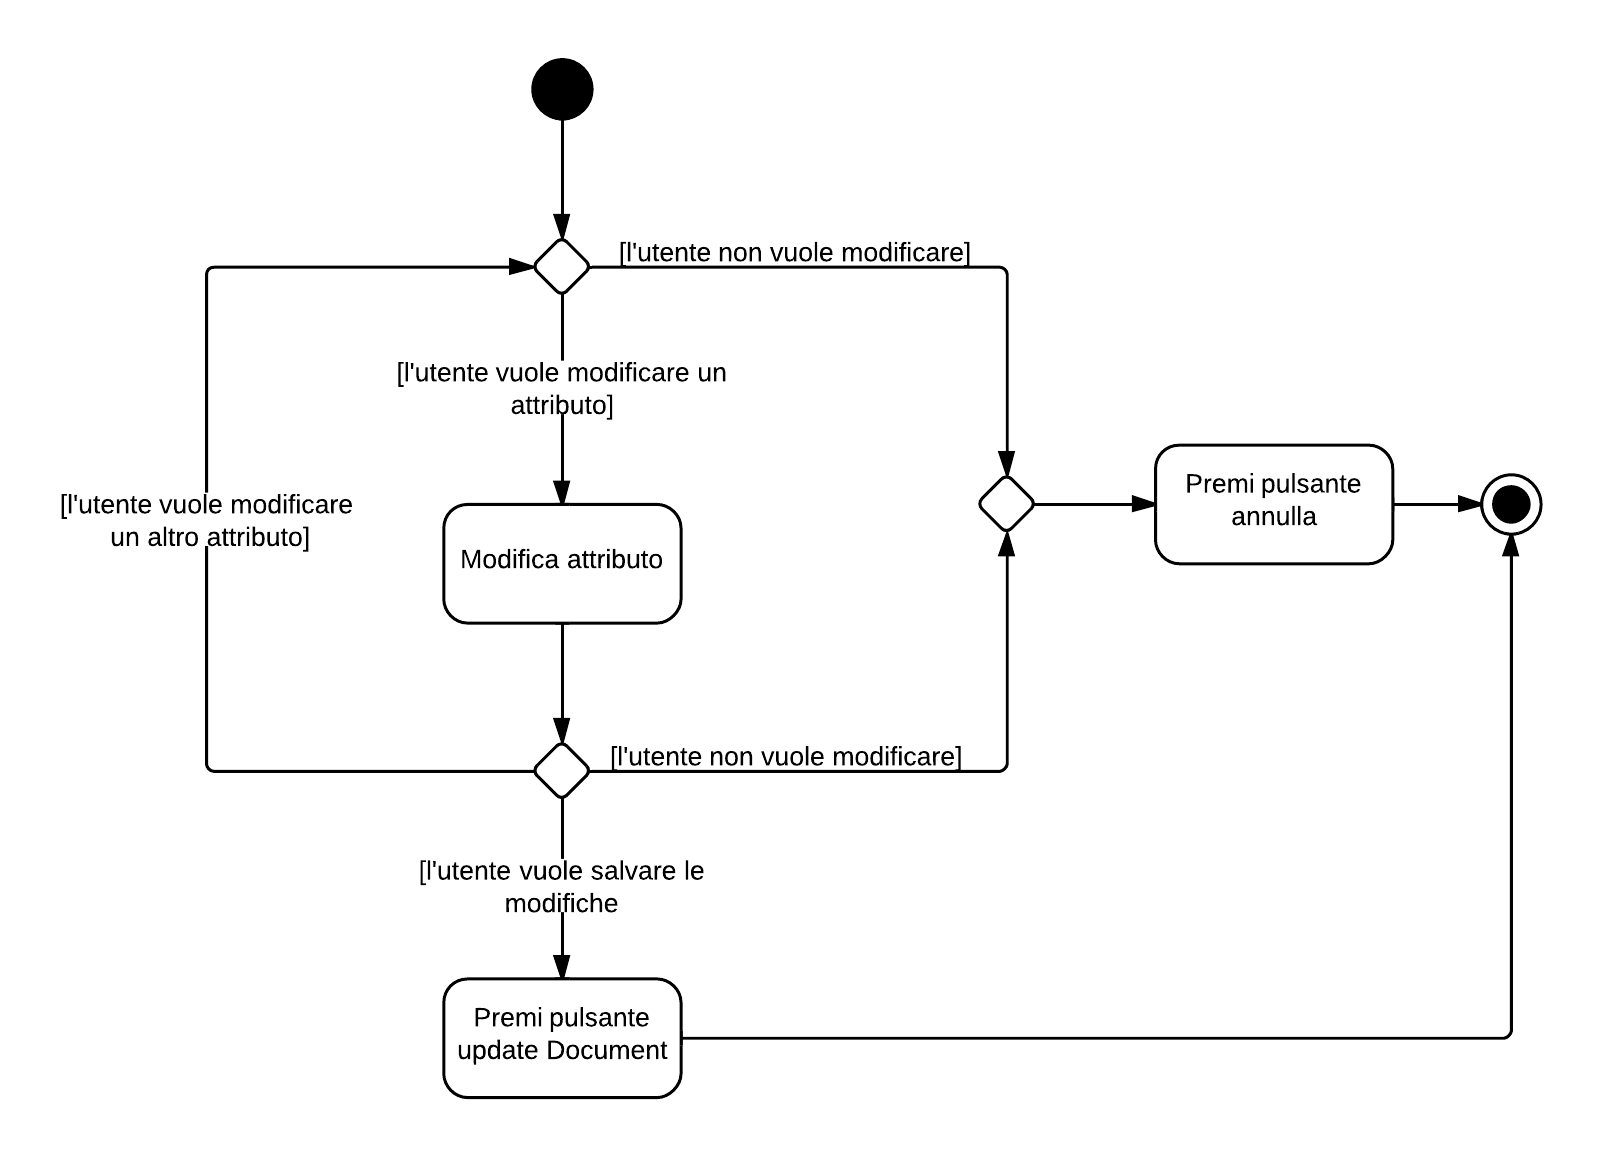 [l'utente non vuole modificare]
[l'utente vuole modificare un
attributo]
[l'utente vuole modificare
un altro attributo]
Modifica attributo
Premi pulsante
annulla
[l'utente non vuole modificare]
[l'utente vuole salvare le
modifiche
Premi pulsante
update Document